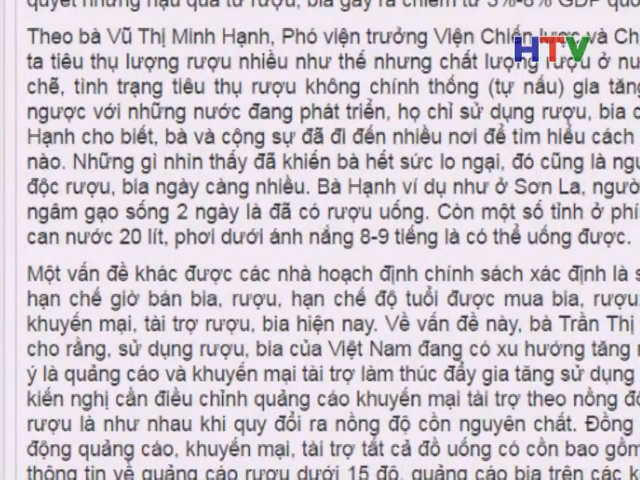 quyết những hậu quả từ rượu, bia gây ra chiếm từ 5%-8% GDP quố
HTV
Theo bà Vũ Thị Minh Hạnh, Phó viện trưởng Viện Chiến lược và Ch
ta tiêu thụ lượng rượu nhiều như thế nhưng chất lượng rượu ở nư
chẽ, tình trạng tiêu thụ rượu không chính thống (tự nấu) gia tăng
ngược với những nước đang phát triển, họ chỉ sử dụng rượu, bia c
Hạnh cho biết, bà và cộng sự đã đi đến nhiều nơi để tìm hiểu cách
nào. Những gì nhìn thấy đã khiến bà hết sức lo ngại, đó cũng là ngu
độc rượu, bia ngày càng nhiều. Bà Hạnh ví dụ như ở Sơn La, ngườ
ngâm gạo sống 2 ngày là đã có rượu uống. Còn một số tỉnh ở phí
can nước 20 lít, phơi dưới ánh nắng 8-9 tiếng là có thể uống được.
Một vấn đề khác được các nhà hoạch định chính sách xác định là s
hạn chế giờ bán bia, rượu, hạn chế độ tuổi được mua bia, rượu
khuyến mại, tài trợ rượu, bia hiện nay. Về vấn đề này, bà Trần Thị
cho rằng, sử dụng rượu, bia của Việt Nam đang có xu hướng tăng n
ý là quảng cáo và khuyến mại tài trợ làm thúc đẩy gia tăng sử dụng
kiến nghị cần điều chỉnh quảng cáo khuyến mại tài trợ theo nồng độ
rượu là như nhau khi quy đổi ra nồng độ cồn nguyên chất. Đồng
động quảng cáo, khuyến mại, tài trợ tất cả đồ uống có cồn bao gồm
thông tin về quảng cáo rượu dưới 15 độ, quảng cáo bia trên các k